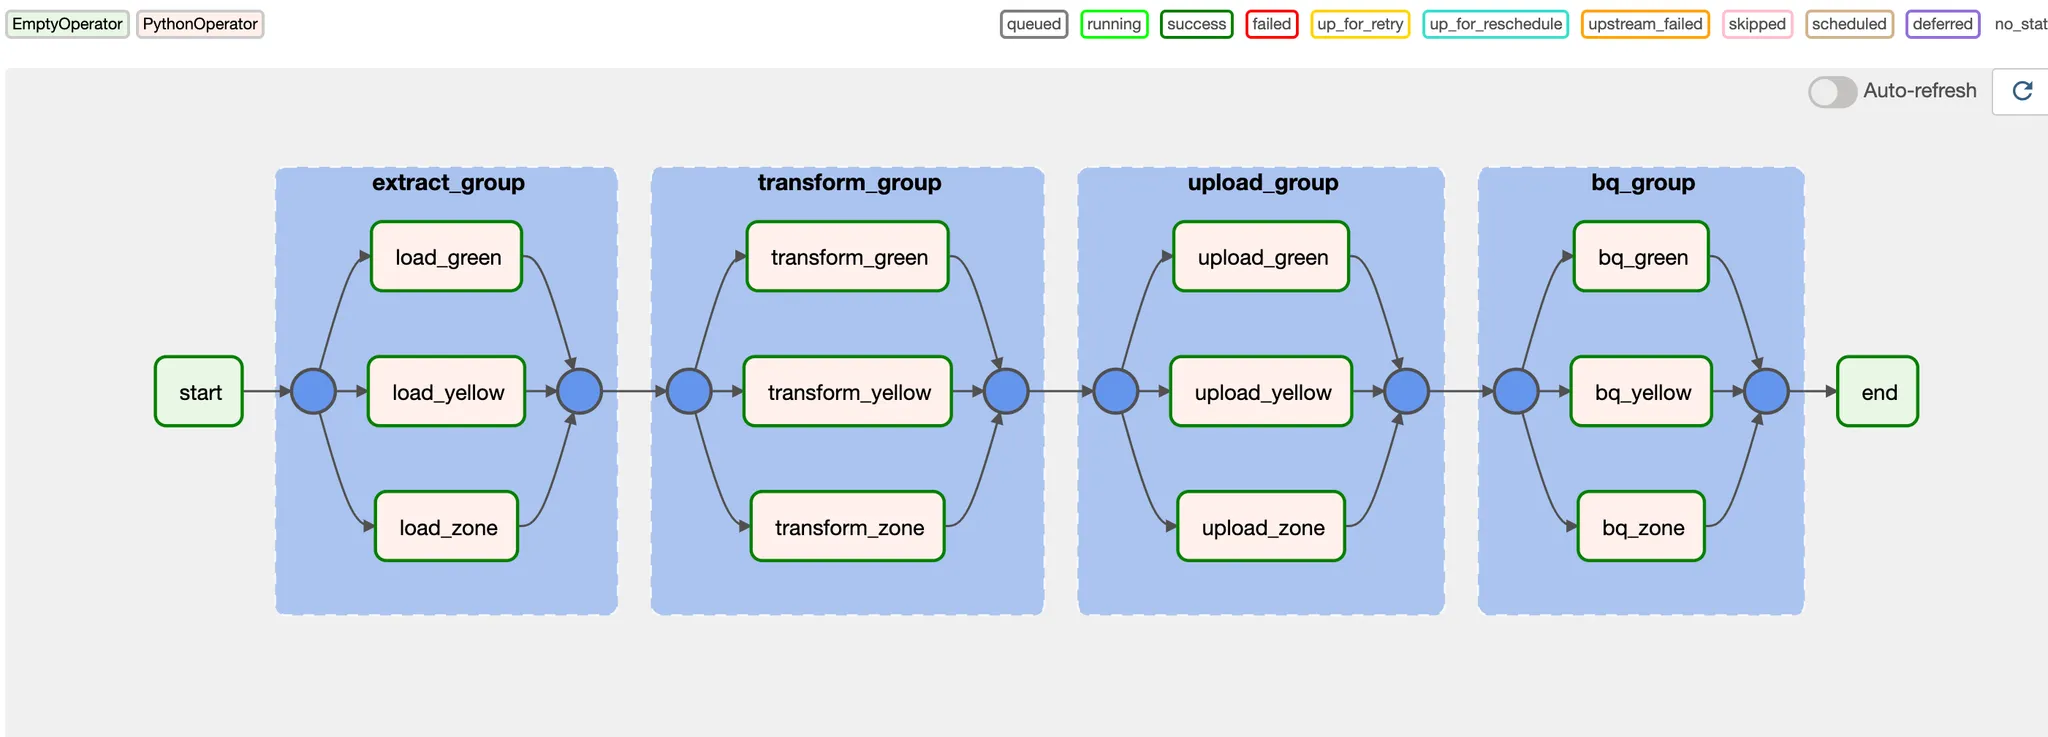 EmptyOperator PythonOperator queued running success failed up_for_retry up_for_reschedule upstream_failed skipped scheduled deferred no_stat
Auto-refresh
extract_group transform_group upload_group bq_group
load_green transform_green upload_green bq_green
start load_yellow transform_yellow upload_yellow bq_yellow end
load_zone transform_zone upload_zone bq_zone